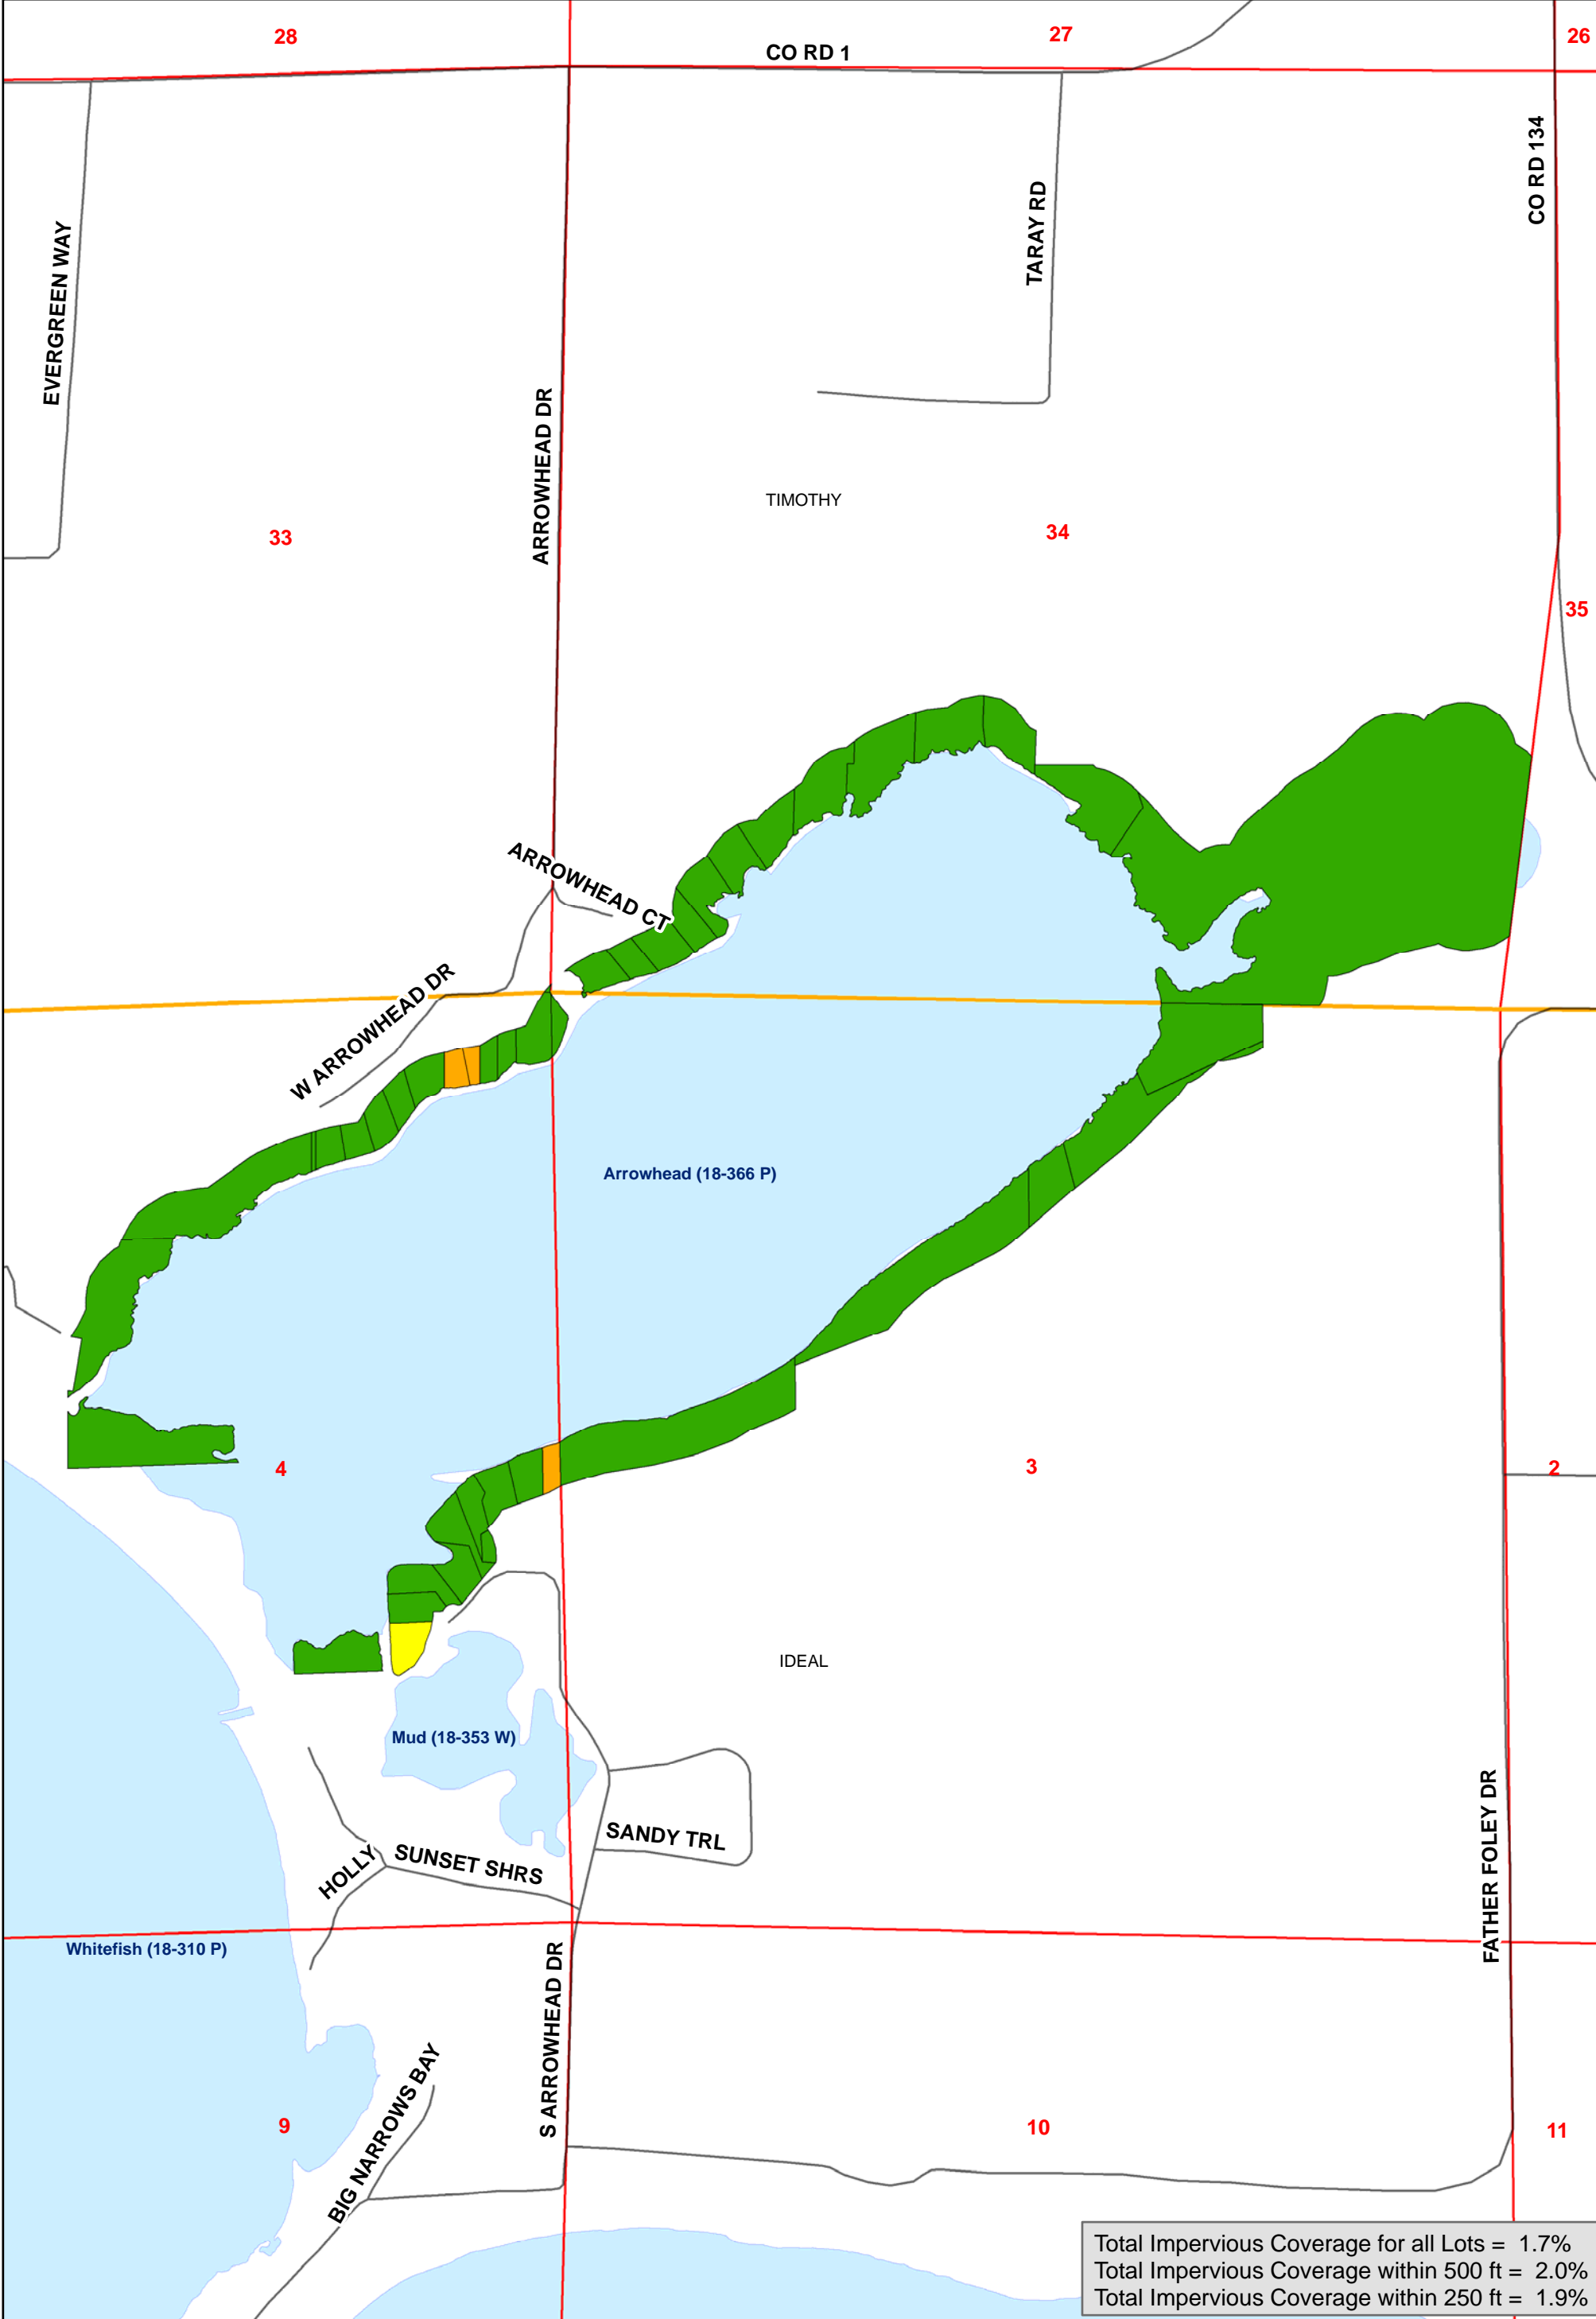 28
27
26
CO RD 1
CO RD 134
TARAY RD
EVERGREEN WAY
ARROWHEAD DR
TIMOTHY
33
34
35
ARROWHEAD CT
W ARROWHEAD DR
Arrowhead (18-366 P)
4
3
2
IDEAL
Mud (18-353 W)
SANDY TRL
SUNSET SHRS
HOLLY
FATHER FOLEY DR
Whitefish (18-310 P)
S ARROWHEAD DR
BIG NARROWS BAY
9
10
11
Total Impervious Coverage for all Lots = 1.7%
Total Impervious Coverage within 500 ft = 2.0%
Total Impervious Coverage within 250 ft = 1.9%